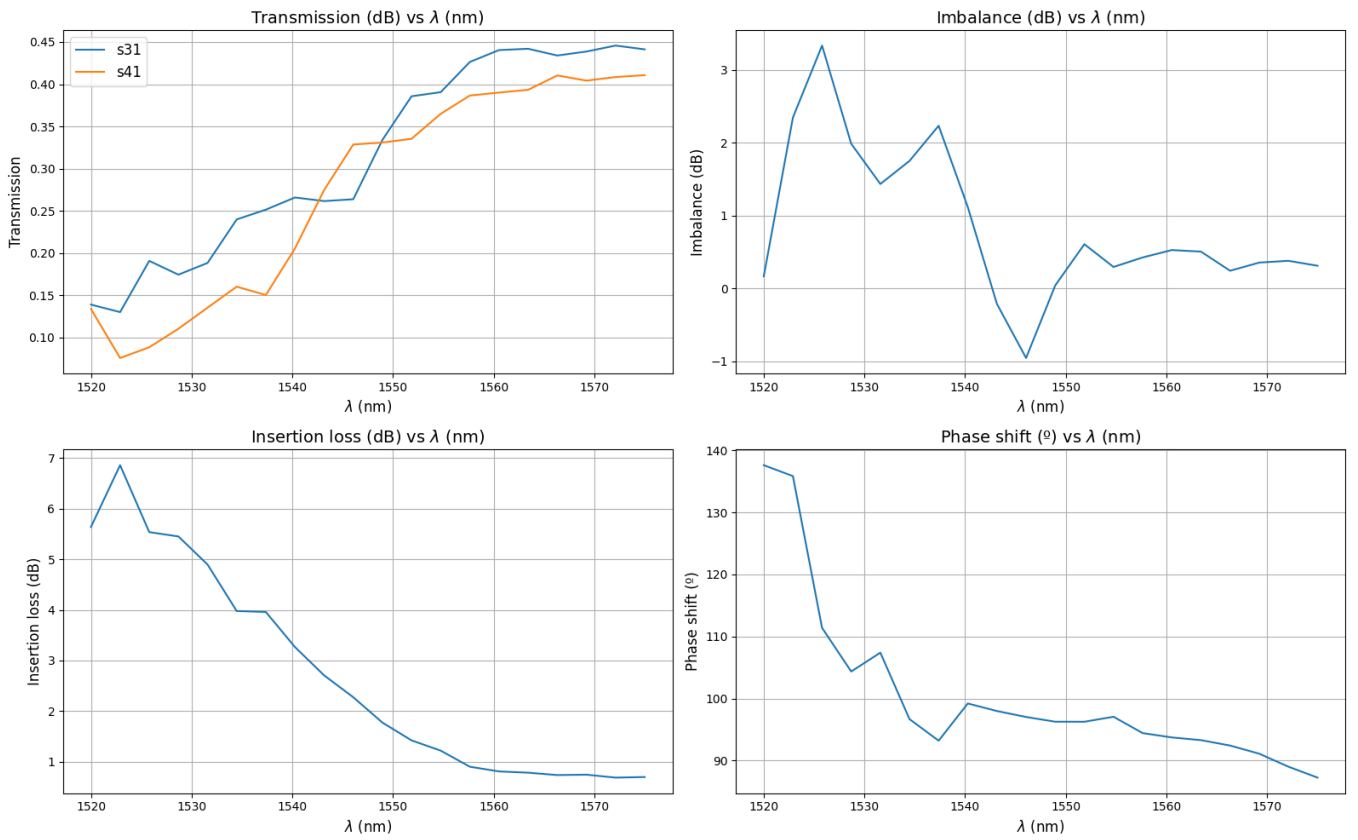 Transmission (dB) vs λ (nm)
s31
s41
Transmission
0.45
0.40
0.35
0.30
0.25
0.20
0.15
0.10
1520 1530 1540 1550 1560 1570
λ (nm)
Imbalance (dB) vs λ (nm)
Imbalance (dB)
3
2
1
0
−1
1520 1530 1540 1550 1560 1570
λ (nm)
Insertion loss (dB) vs λ (nm)
Insertion loss (dB)
7
6
5
4
3
2
1
1520 1530 1540 1550 1560 1570
λ (nm)
Phase shift (º) vs λ (nm)
Phase shift (º)
140
130
120
110
100
90
1520 1530 1540 1550 1560 1570
λ (nm)